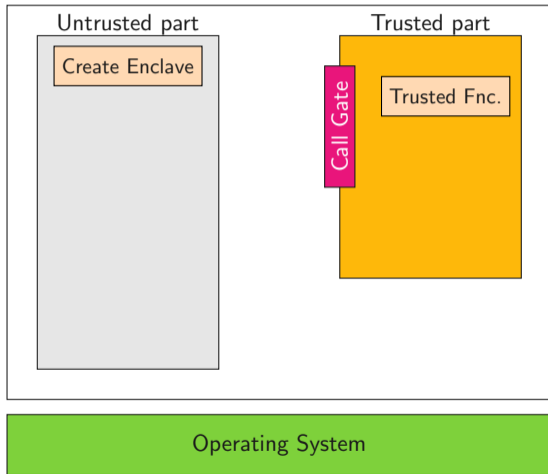 Untrusted part
Trusted part
Create Enclave
Call Gate
Trusted Fnc.
Operating System